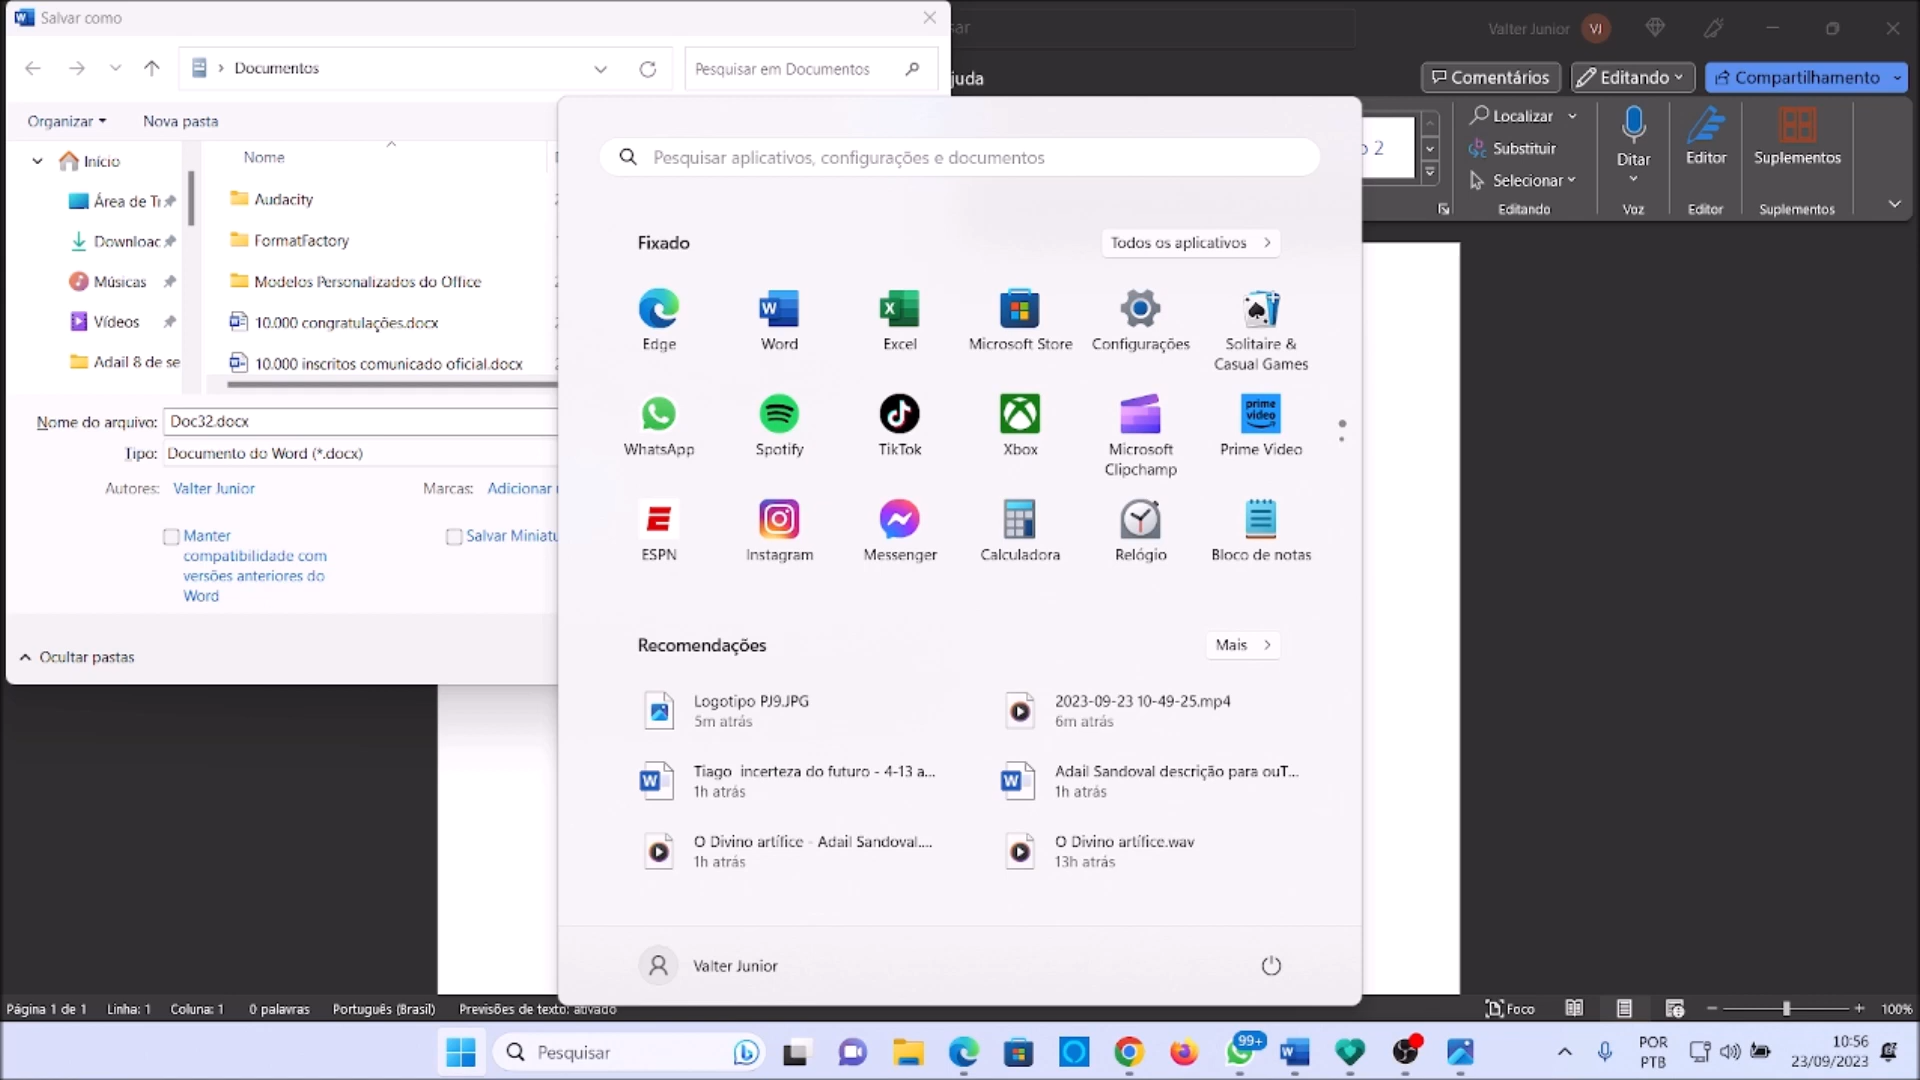 Salvar como
sar
Valter Junior
VJ
Documentos
Pesquisar em Documentos
juda
Comentários
Editando
Compartilhamento
Organizar
Nova pasta
Nome
Início
Área de Tr
Downloac
Músicas
Vídeos
Adail 8 de se
Audacity
FormatFactory
Modelos Personalizados do Office
10.000 congratulações.docx
10.000 inscritos comunicado oficial.docx
Nome do arquivo: Doc32.docx
Tipo: Documento do Word (*.docx)
Autores: Valter Junior
Marcas: Adicionar
Manter
compatibilidade com
versões anteriores do
Word
Salvar Miniatu
Ocultar pastas
o 2
Localizar
Substituir
Selecionar
Editando
Ditar
Voz
Editor
Editor
Suplementos
Suplementos
Pesquisar aplicativos, configurações e documentos
Fixado
Todos os aplicativos
Edge
Word
Excel
Microsoft Store
Configurações
Solitaire &
Casual Games
prime
video
WhatsApp
Spotify
TikTok
Xbox
Microsoft
Clipchamp
Prime Video
ESPN
Instagram
Messenger
Calculadora
Relógio
Bloco de notas
Recomendações
Mais
Logotipo PJ9.JPG
5m atrás
2023-09-23 10-49-25.mp4
6m atrás
Tiago incerteza do futuro - 4-13 a...
1h atrás
Adail Sandoval descrição para ouT...
1h atrás
O Divino artífice - Adail Sandoval....
1h atrás
O Divino artífice.wav
13h atrás
Valter Junior
Página 1 de 1
Linha: 1
Coluna: 1
0 palavras
Português (Brasil)
Previsões de texto: ativado
Foco
100%
Pesquisar
99+
POR
PTB
10:56
23/09/2023